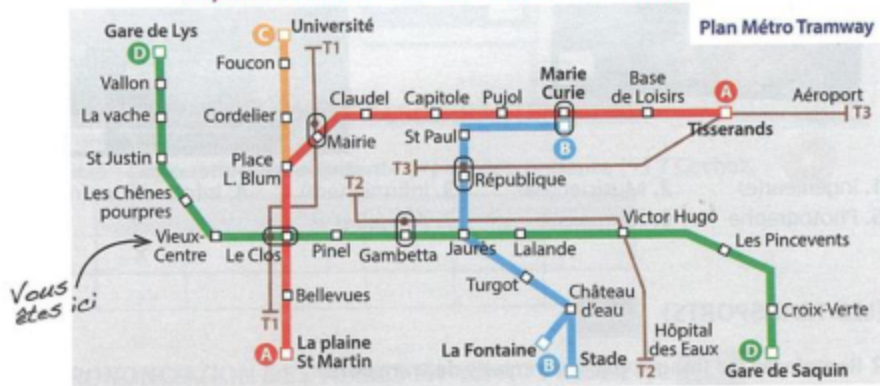 Plan Métro Tramway
Gare de Lys
D
C
Université
T1
Vallon
Foucon
La vache
Cordelier
Claudel
Capitole
Pujol
Marie
Curie
Base
de Loisirs
A
Tisserands
Aéroport
T3
Mairie
St Paul
B
St Justin
Place
L. Blum
T3
République
Les Chênes
pourpres
T2
Victor Hugo
Vieux-
Centre
Le Clos
Pinel
Gambetta
Jaurès
Lalande
Les Pincevents
Vous
êtes ici
Bellevues
Turgot
Château
d'eau
Croix-Verte
T1
A
La plaine
St Martin
La Fontaine
B
Stade
Hôpital
des Eaux
T2
D
Gare de Saquin